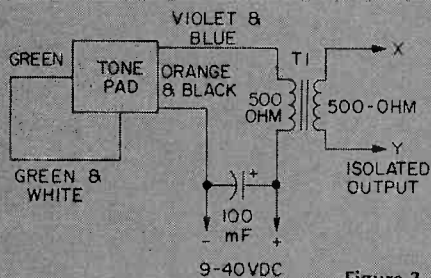 VIOLET &
BLUE
GREEN
TONE
PAD
ORANGE
& BLACK
GREEN &
WHITE
T1
500
OHM
500-OHM
X
Y
ISOLATED
OUTPUT
+
100
mF
- +
9-40VDC
Figure 3